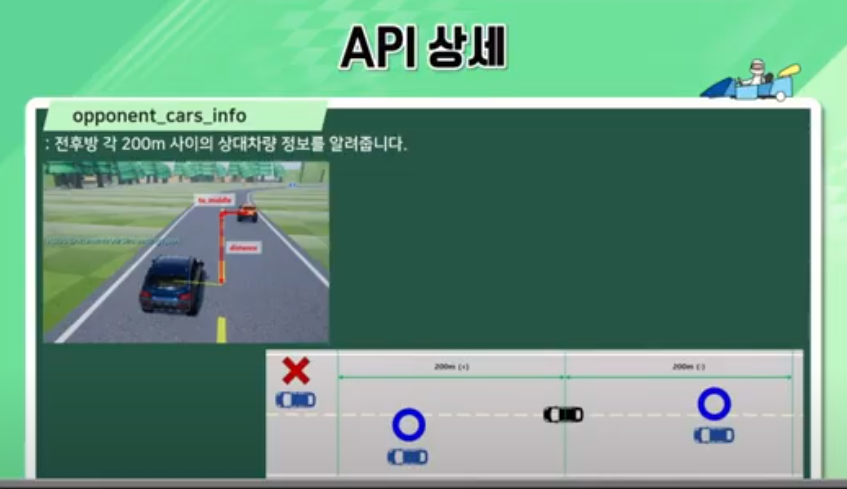 API 상세
opponent_cars_info
: 전후방 각 200m 사이의 상대차량 정보를 알려줍니다.
to_middle
distance
200m (+)
200m (-)